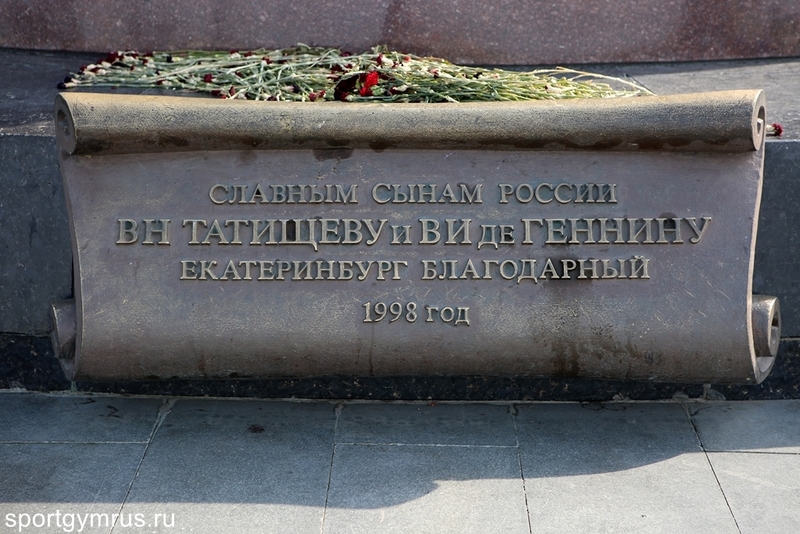 СЛАВНЫМ СЫНАМ РОССИИ
ВН ТАТИЩЕВУ и ВИ де ГЕННИНУ
ЕКАТЕРИНБУРГ БЛАГОДАРНЫЙ
1998 год
sportgymrus.ru